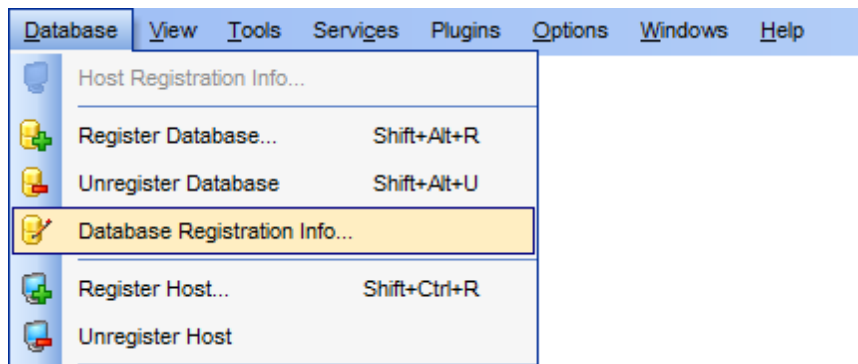 Database View Tools Services Plugins Options Windows Help
Host Registration Info...
Register Database... Shift+Alt+R
Unregister Database Shift+Alt+U
Database Registration Info...
Register Host... Shift+Ctrl+R
Unregister Host